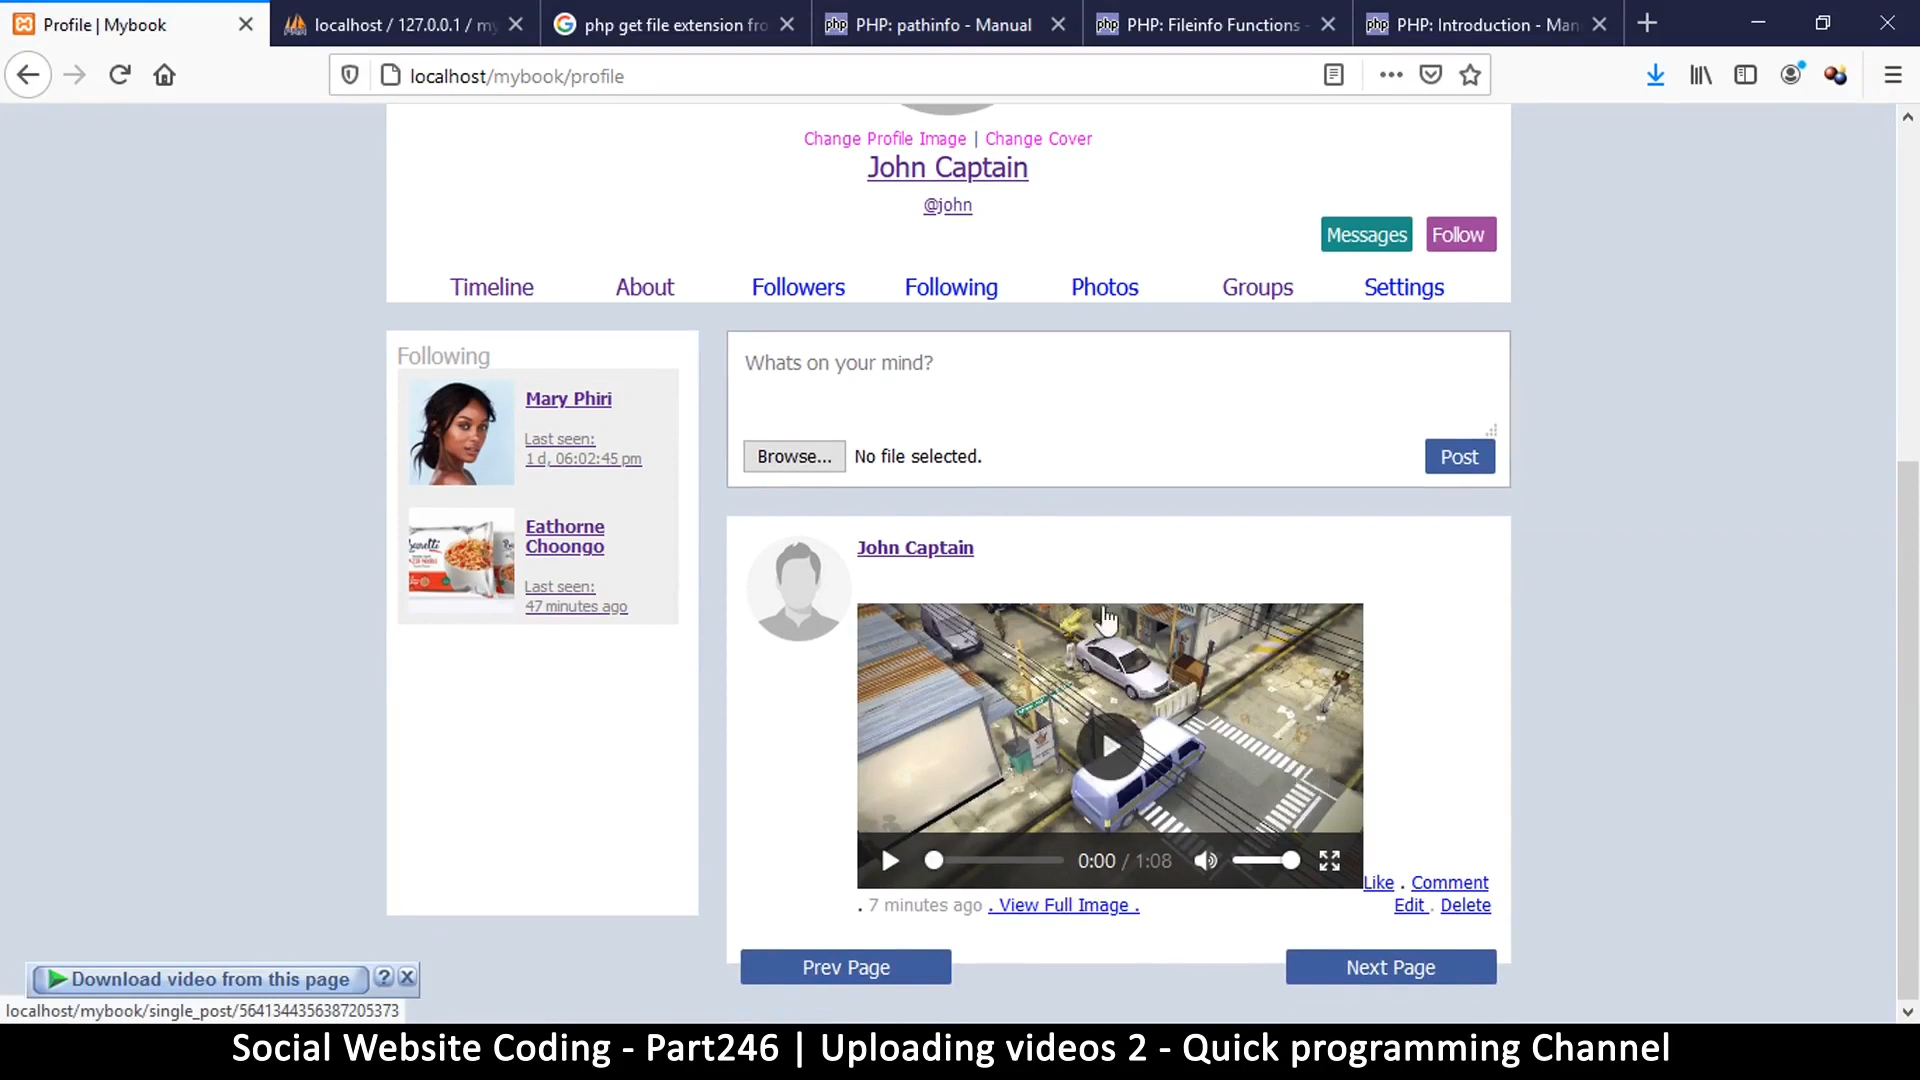 Profile | Mybook
localhost / 127.0.0.1 / my
php get file extension fro
PHP: pathinfo - Manual
PHP: Fileinfo Functions -
PHP: Introduction - Man
localhost/mybook/profile
Change Profile Image | Change Cover
John Captain
@john
Messages
Follow
Timeline
About
Followers
Following
Photos
Groups
Settings
Following
Mary Phiri
Last seen:
1 d, 06:02:45 pm
Eathorne
Choongo
Last seen:
47 minutes ago
Whats on your mind?
Browse...
No file selected.
Post
John Captain
0:00 / 1:08
Like . Comment
. 7 minutes ago . View Full Image .
Edit . Delete
Prev Page
Next Page
Download video from this page
localhost/mybook/single_post/5641344356387205373
Social Website Coding - Part246 | Uploading videos 2 - Quick programming Channel